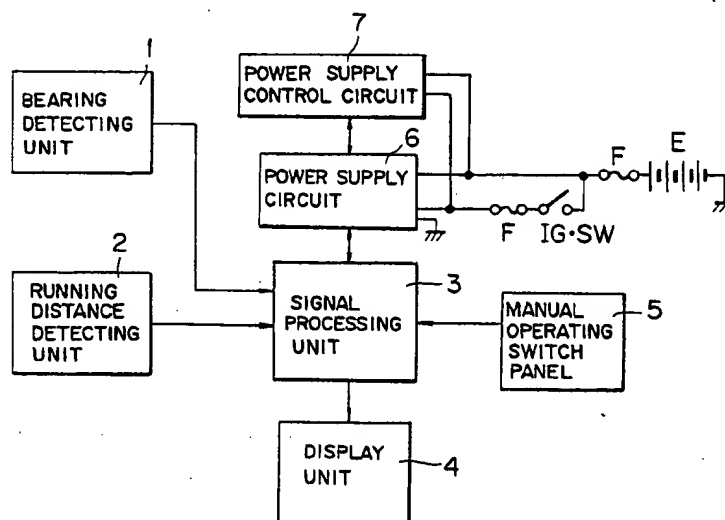 7
1
POWER SUPPLY
CONTROL CIRCUIT
BEARING
DETECTING
UNIT
6
POWER SUPPLY
CIRCUIT
F
E
F
IG·SW
2
RUNNING
DISTANCE
DETECTING
UNIT
3
SIGNAL
PROCESSING
UNIT
MANUAL
OPERATING
SWITCH
PANEL
5
DISPLAY
UNIT
4